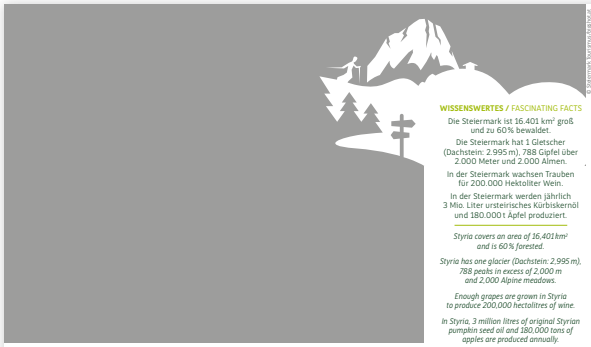 WISSENSWERTES / FASCINATING FACTS
Die Steiermark ist 16.401 km² groß
und zu 60% bewaldet.
Die Steiermark hat 1 Gletscher
(Dachstein: 2.995 m), 788 Gipfel über
2.000 Meter und 2.000 Almen.
In der Steiermark wachsen Trauben
für 200.000 Hektoliter Wein.
In der Steiermark werden jährlich
3 Mio. Liter ursteirisches Kürbiskernöl
und 180.000 t Äpfel produziert.
Styria covers an area of 16,401km²
and is 60% forested.
Styria has one glacier (Dachstein: 2,995 m),
788 peaks in excess of 2,000 m
and 2,000 Alpine meadows.
Enough grapes are grown in Styria
to produce 200,000 hectolitres of wine.
In Styria, 3 million litres of original Styrian
pumpkin seed oil and 180,000 tons of
apples are produced annually.